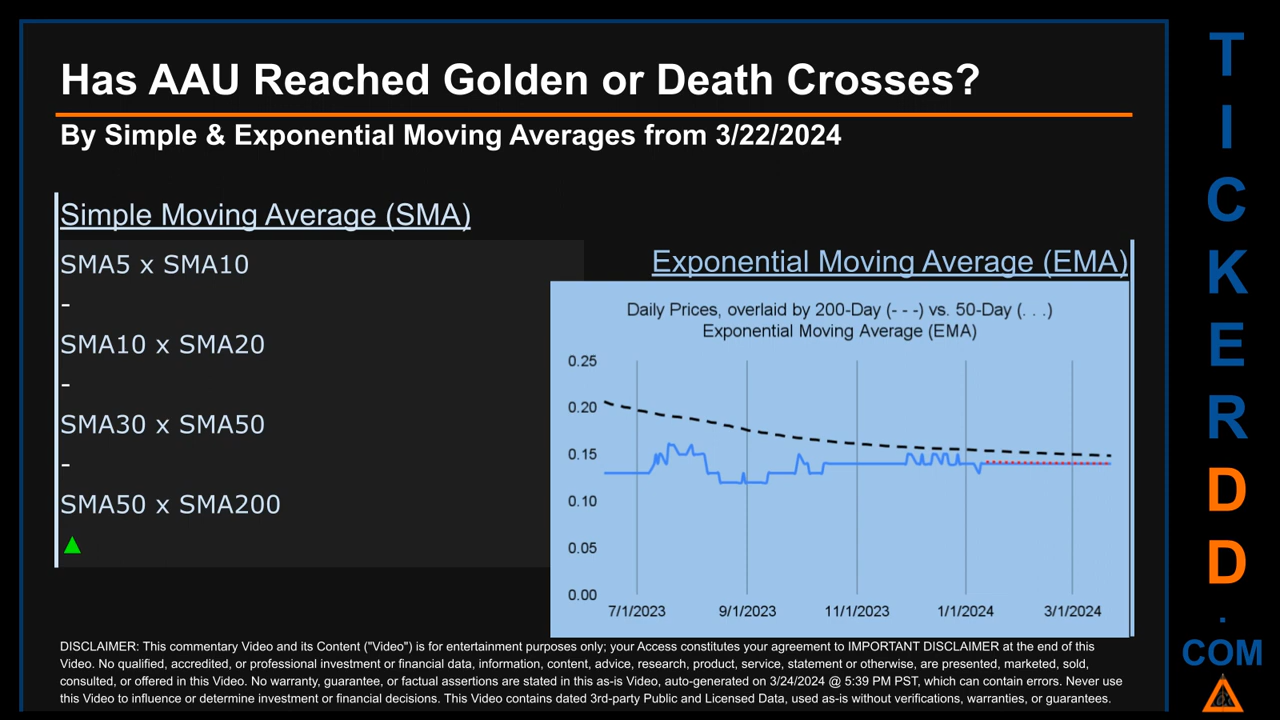 Has AAU Reached Golden or Death Crosses?
By Simple & Exponential Moving Averages from 3/22/2024
Simple Moving Average (SMA)
SMA5 x SMA10
-
SMA10 x SMA20
-
SMA30 x SMA50
-
SMA50 x SMA200
▲
Exponential Moving Average (EMA)
Daily Prices, overlaid by 200-Day (- - -) vs. 50-Day (. . .)
Exponential Moving Average (EMA)
0.25
0.20
0.15
0.10
0.05
0.00
7/1/2023 9/1/2023 11/1/2023 1/1/2024 3/1/2024
DISCLAIMER: This commentary Video and its Content ("Video") is for entertainment purposes only; your Access constitutes your agreement to IMPORTANT DISCLAIMER at the end of this
Video. No qualified, accredited, or professional investment or financial data, information, content, advice, research, product, service, statement or otherwise, are presented, marketed, sold,
consulted, or offered in this Video. No warranty, guarantee, or factual assertions are stated in this as-is Video, auto-generated on 3/24/2024 @ 5:39 PM PST, which can contain errors. Never use
this Video to influence or determine investment or financial decisions. This Video contains dated 3rd-party Public and Licensed Data, used as-is without verifications, warranties, or guarantees.
T
I
C
K
E
R
D
D
.
COM